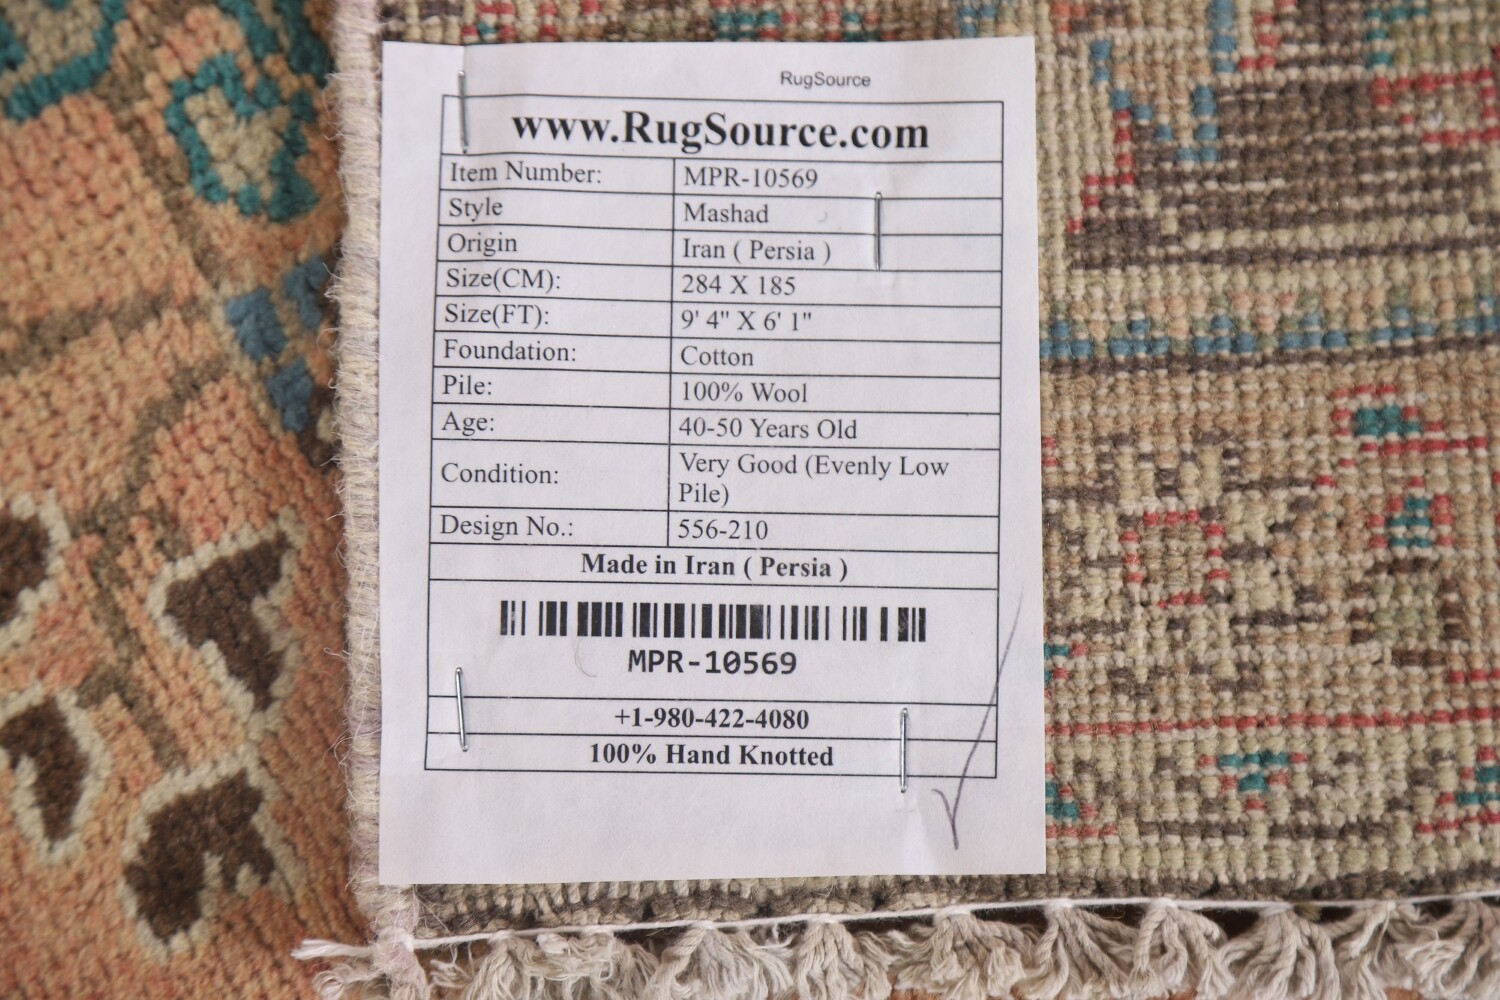 RugSource
www.RugSource.com
Item Number: MPR-10569
Style Mashad
Origin Iran ( Persia )
Size(CM): 284 X 185
Size(FT): 9' 4" X 6' 1"
Foundation: Cotton
Pile: 100% Wool
Age: 40-50 Years Old
Condition: Very Good (Evenly Low
Pile)
Design No.: 556-210
Made in Iran ( Persia )
MPR-10569
+1-980-422-4080
100% Hand Knotted